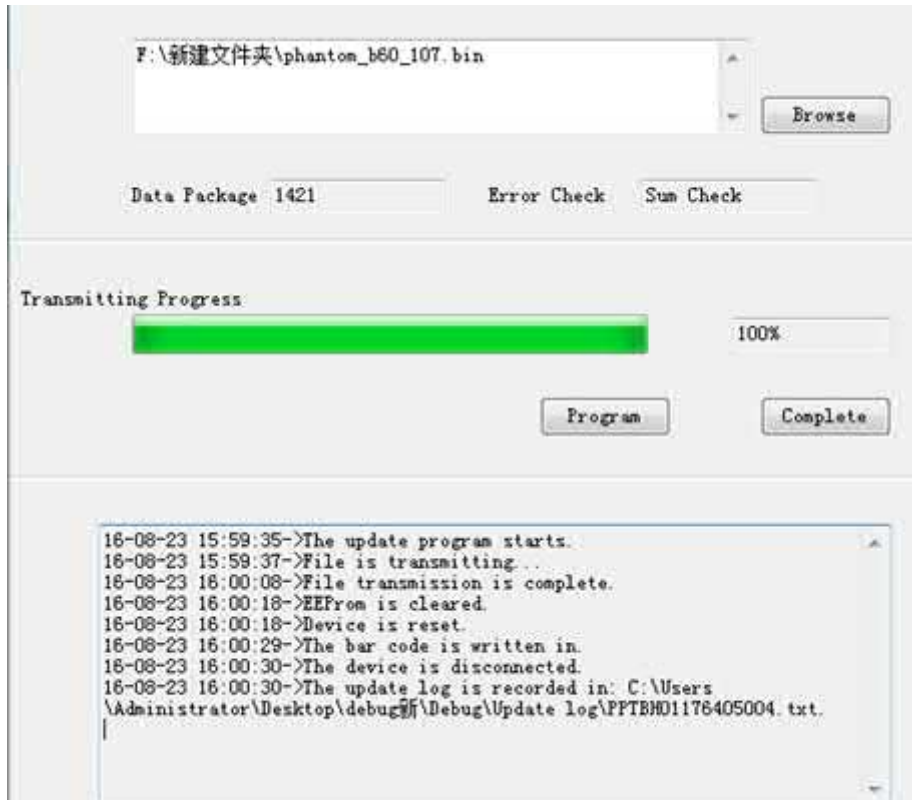 F:\新建文件夹\phantom_b60_107.bin
Browse
Data Package 1421 Error Check Sum Check
Transmitting Progress
100%
Program Complete
16-08-23 15:59:35->The update program starts.
16-08-23 15:59:37->File is transmitting...
16-08-23 16:00:08->File transmission is complete.
16-08-23 16:00:18->EEProm is cleared.
16-08-23 16:00:18->Device is reset.
16-08-23 16:00:29->The bar code is written in.
16-08-23 16:00:30->The device is disconnected.
16-08-23 16:00:30->The update log is recorded in: C:\Users
\Administrator\Desktop\debug新\Debug\Update log\PPTBM01176405004.txt.